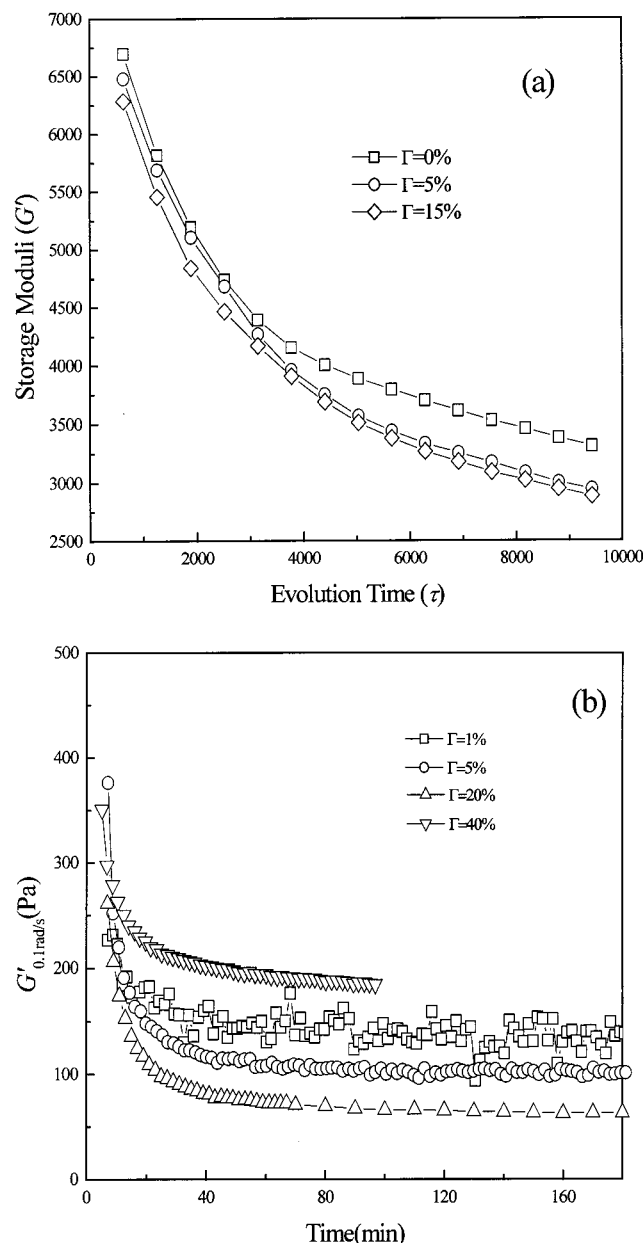 7000
6500
6000
5500
5000
4500
4000
3500
3000
2500
0
2000
4000
6000
8000
10000
Storage Moduli (G')
Evolution Time (τ)
(a)
Γ=0%
Γ=5%
Γ=15%
500
400
300
200
100
0
0
40
80
120
160
G'0.1rad/s(Pa)
Time(min)
(b)
Γ=1%
Γ=5%
Γ=20%
Γ=40%